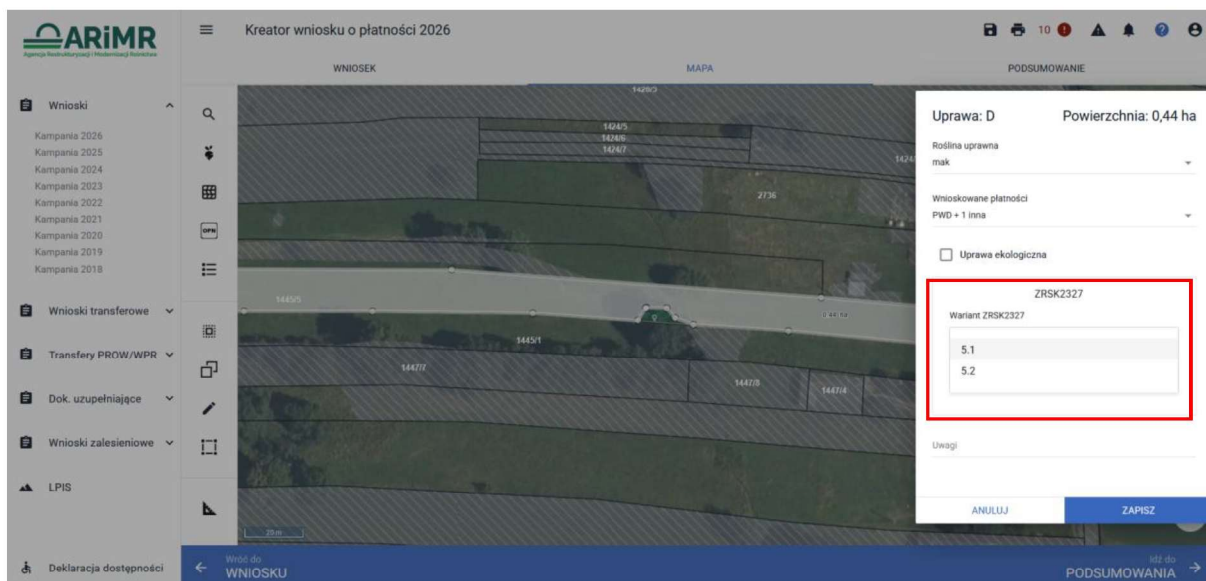 ARiMR
Agencja Restrukturyzacji i Modernizacji Rolnictwa
Kreator wniosku o płatności 2026
10
WNIOSEK
MAPA
PODSUMOWANIE
Wnioski
Kampania 2026
Kampania 2025
Kampania 2024
Kampania 2023
Kampania 2022
Kampania 2021
Kampania 2020
Kampania 2019
Kampania 2018
Wnioski transferowe
Transfery PROW/WPR
Dok. uzupełniające
Wnioski zalesieniowe
LPIS
Deklaracja dostępności
1424/5
1424/6
1424/7
2736
1445/5
0.44 ha
1445/1
1447/7
1447/8
1447/4
20 m
Uprawa: D
Powierzchnia: 0,44 ha
Roślina uprawna
mak
Wnioskowane płatności
PWD + 1 inna
Uprawa ekologiczna
ZRSK2327
Wariant ZRSK2327
5.1
5.2
Uwagi
ANULUJ
ZAPISZ
Wróć do
WNIOSKU
Idź do
PODSUMOWANIA